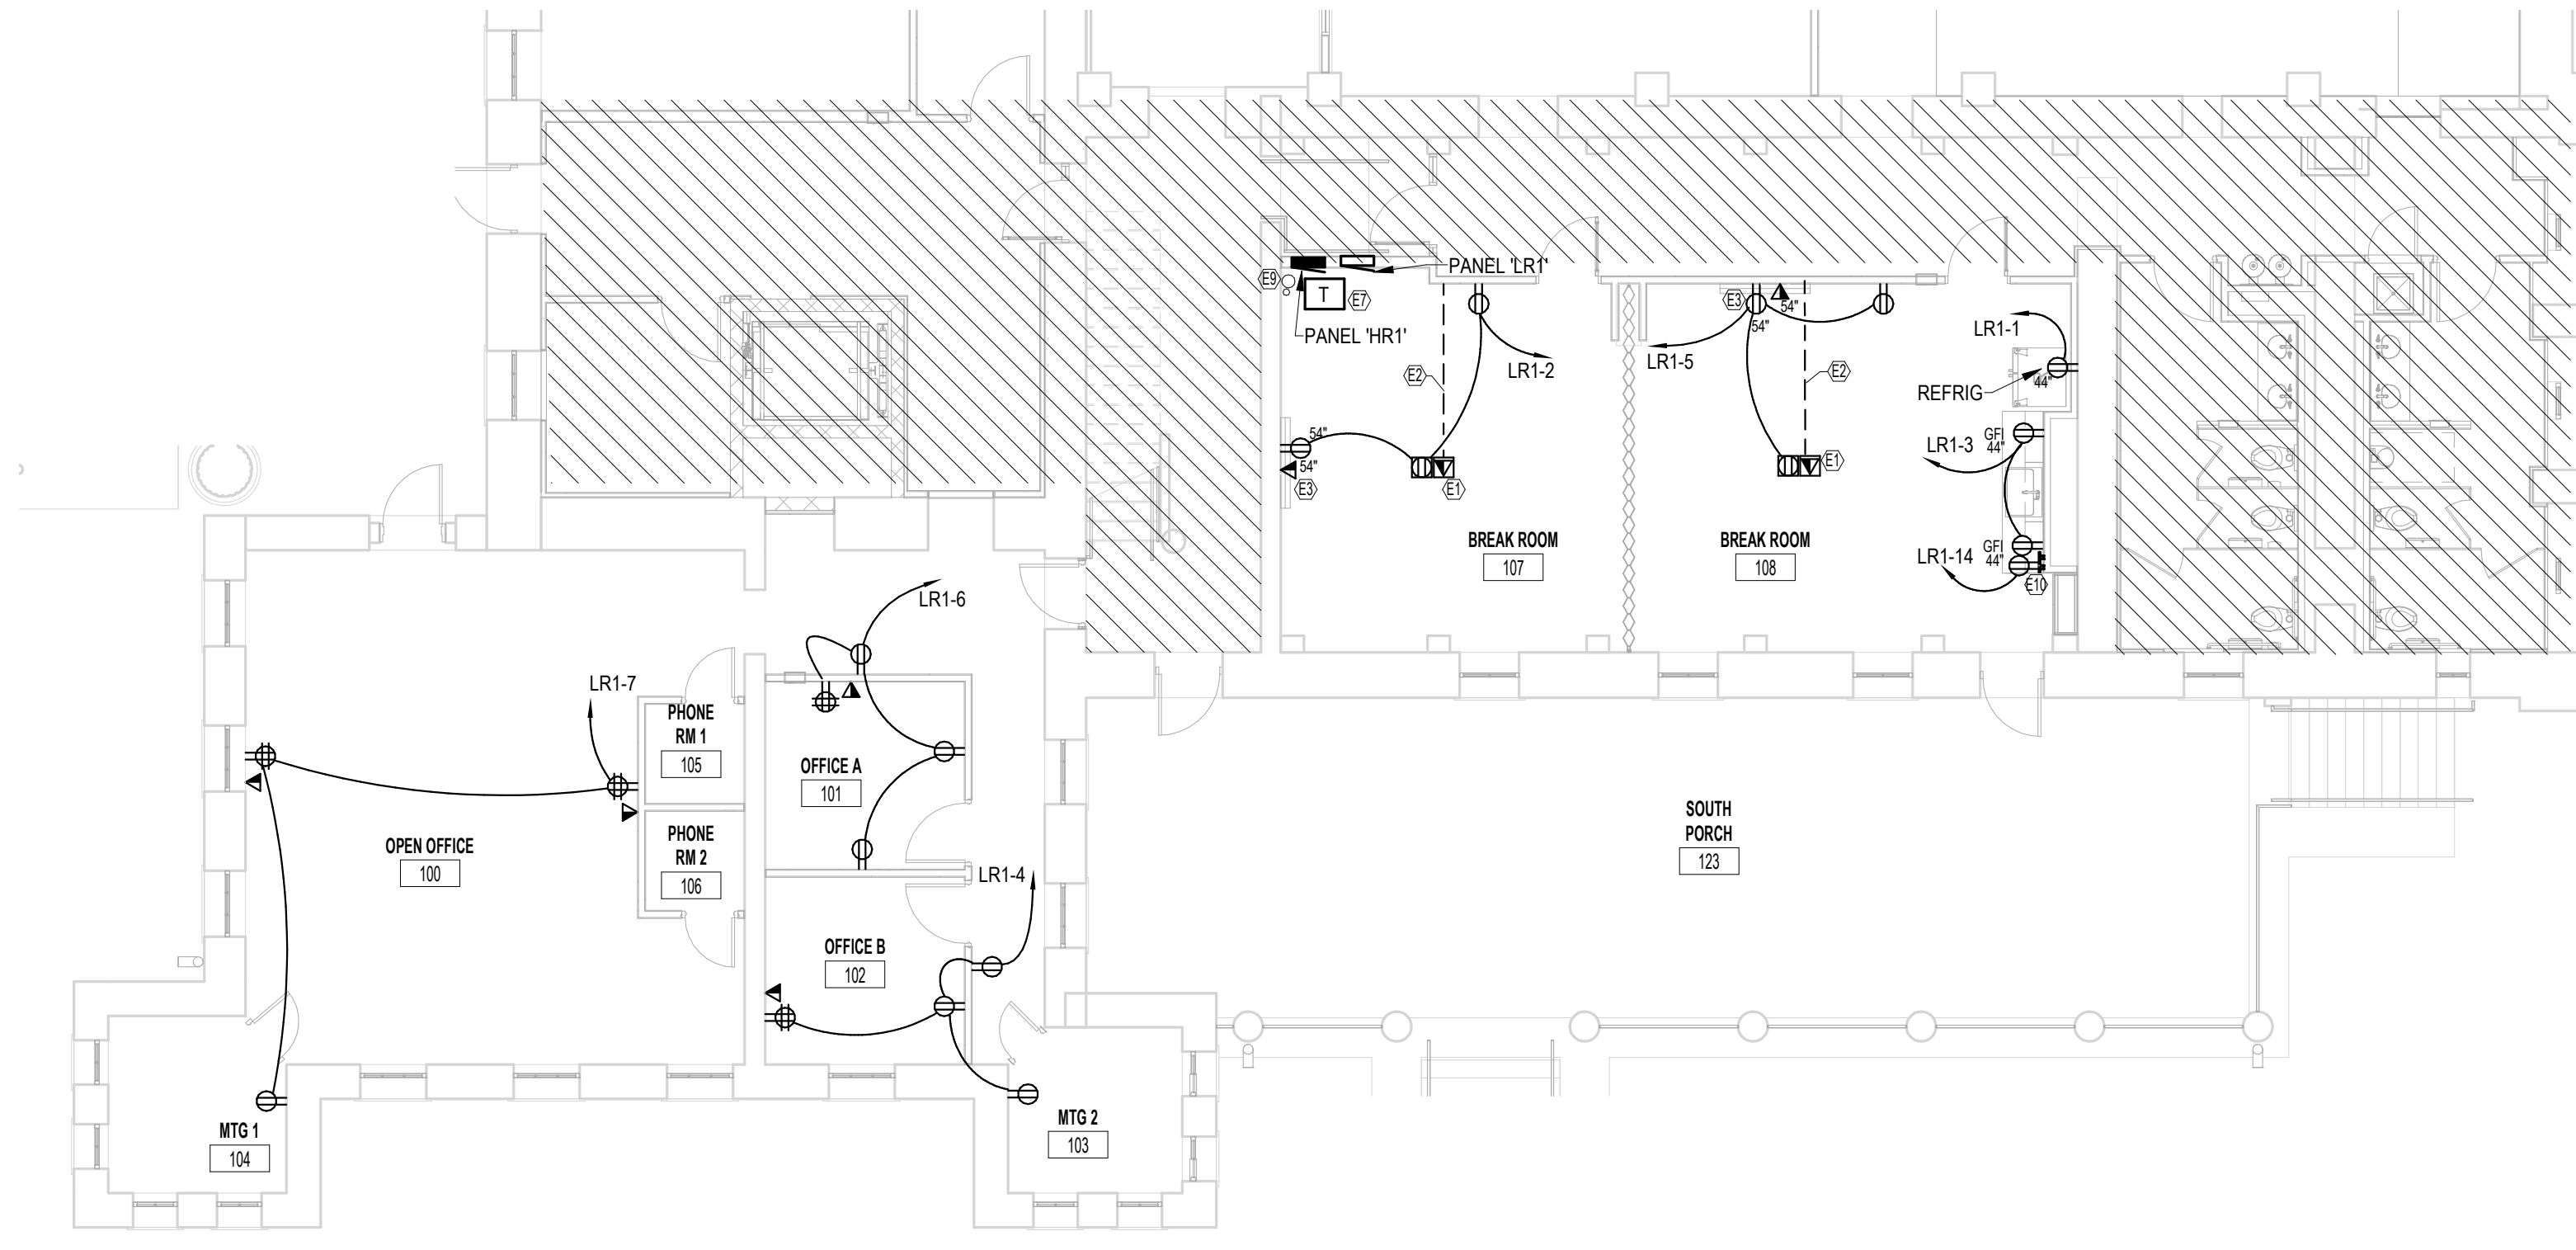 PANEL 'LR1'
E9
T
E7
PANEL 'HR1'
E3
54"
54"
LR1-1
LR1-5
LR1-2
E2
E2
44"
REFRIG
54"
54"
E3
E1
E1
GFI
44"
LR1-3
BREAK ROOM
107
BREAK ROOM
108
GFI
44"
LR1-14
E10
LR1-6
LR1-7
PHONE
RM 1
105
OFFICE A
101
OPEN OFFICE
100
PHONE
RM 2
106
SOUTH
PORCH
123
LR1-4
OFFICE B
102
MTG 1
104
MTG 2
103